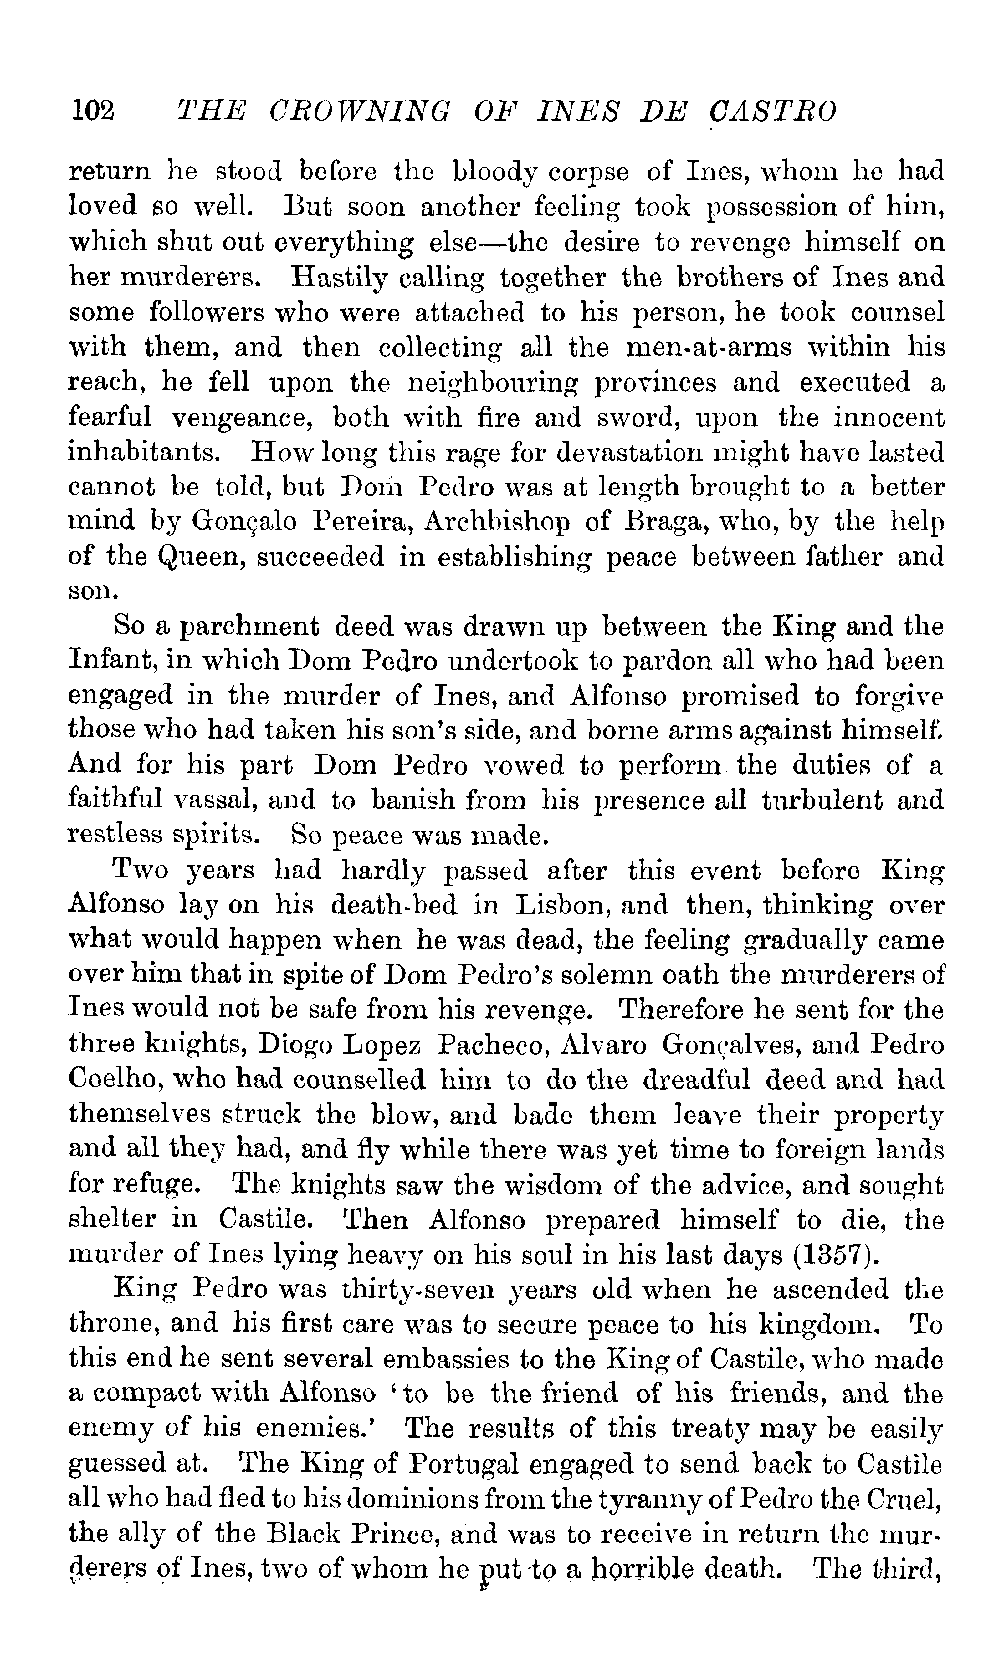 102 THE CROWNING OF INES DE CASTRO
return he stood before the bloody corpse of Ines, whom he had
loved so well. But soon another feeling took possession of him,
which shut out everything else—the desire to revenge himself on
her murderers. Hastily calling together the brothers of Ines and
some followers who were attached to his person, he took counsel
with them, and then collecting all the men-at-arms within his
reach, he fell upon the neighbouring provinces and executed a
fearful vengeance, both with fire and sword, upon the innocent
inhabitants. How long this rage for devastation might have lasted
cannot be told, but Dom Pedro was at length brought to a better
mind by Gonçalo Pereira, Archbishop of Braga, who, by the help
of the Queen, succeeded in establishing peace between father and
son.
So a parchment deed was drawn up between the King and the
Infant, in which Dom Pedro undertook to pardon all who had been
engaged in the murder of Ines, and Alfonso promised to forgive
those who had taken his son's side, and borne arms against himself.
And for his part Dom Pedro vowed to perform the duties of a
faithful vassal, and to banish from his presence all turbulent and
restless spirits. So peace was made.
Two years had hardly passed after this event before King
Alfonso lay on his death-bed in Lisbon, and then, thinking over
what would happen when he was dead, the feeling gradually came
over him that in spite of Dom Pedro's solemn oath the murderers of
Ines would not be safe from his revenge. Therefore he sent for the
three knights, Diogo Lopez Pacheco, Alvaro Gonçalves, and Pedro
Coelho, who had counselled him to do the dreadful deed and had
themselves struck the blow, and bade them leave their property
and all they had, and fly while there was yet time to foreign lands
for refuge. The knights saw the wisdom of the advice, and sought
shelter in Castile. Then Alfonso prepared himself to die, the
murder of Ines lying heavy on his soul in his last days (1357).
King Pedro was thirty-seven years old when he ascended the
throne, and his first care was to secure peace to his kingdom. To
this end he sent several embassies to the King of Castile, who made
a compact with Alfonso ‘to be the friend of his friends, and the
enemy of his enemies.’ The results of this treaty may be easily
guessed at. The King of Portugal engaged to send back to Castile
all who had fled to his dominions from the tyranny of Pedro the Cruel,
the ally of the Black Prince, and was to receive in return the mur-
derers of Ines, two of whom he put to a horrible death. The third,